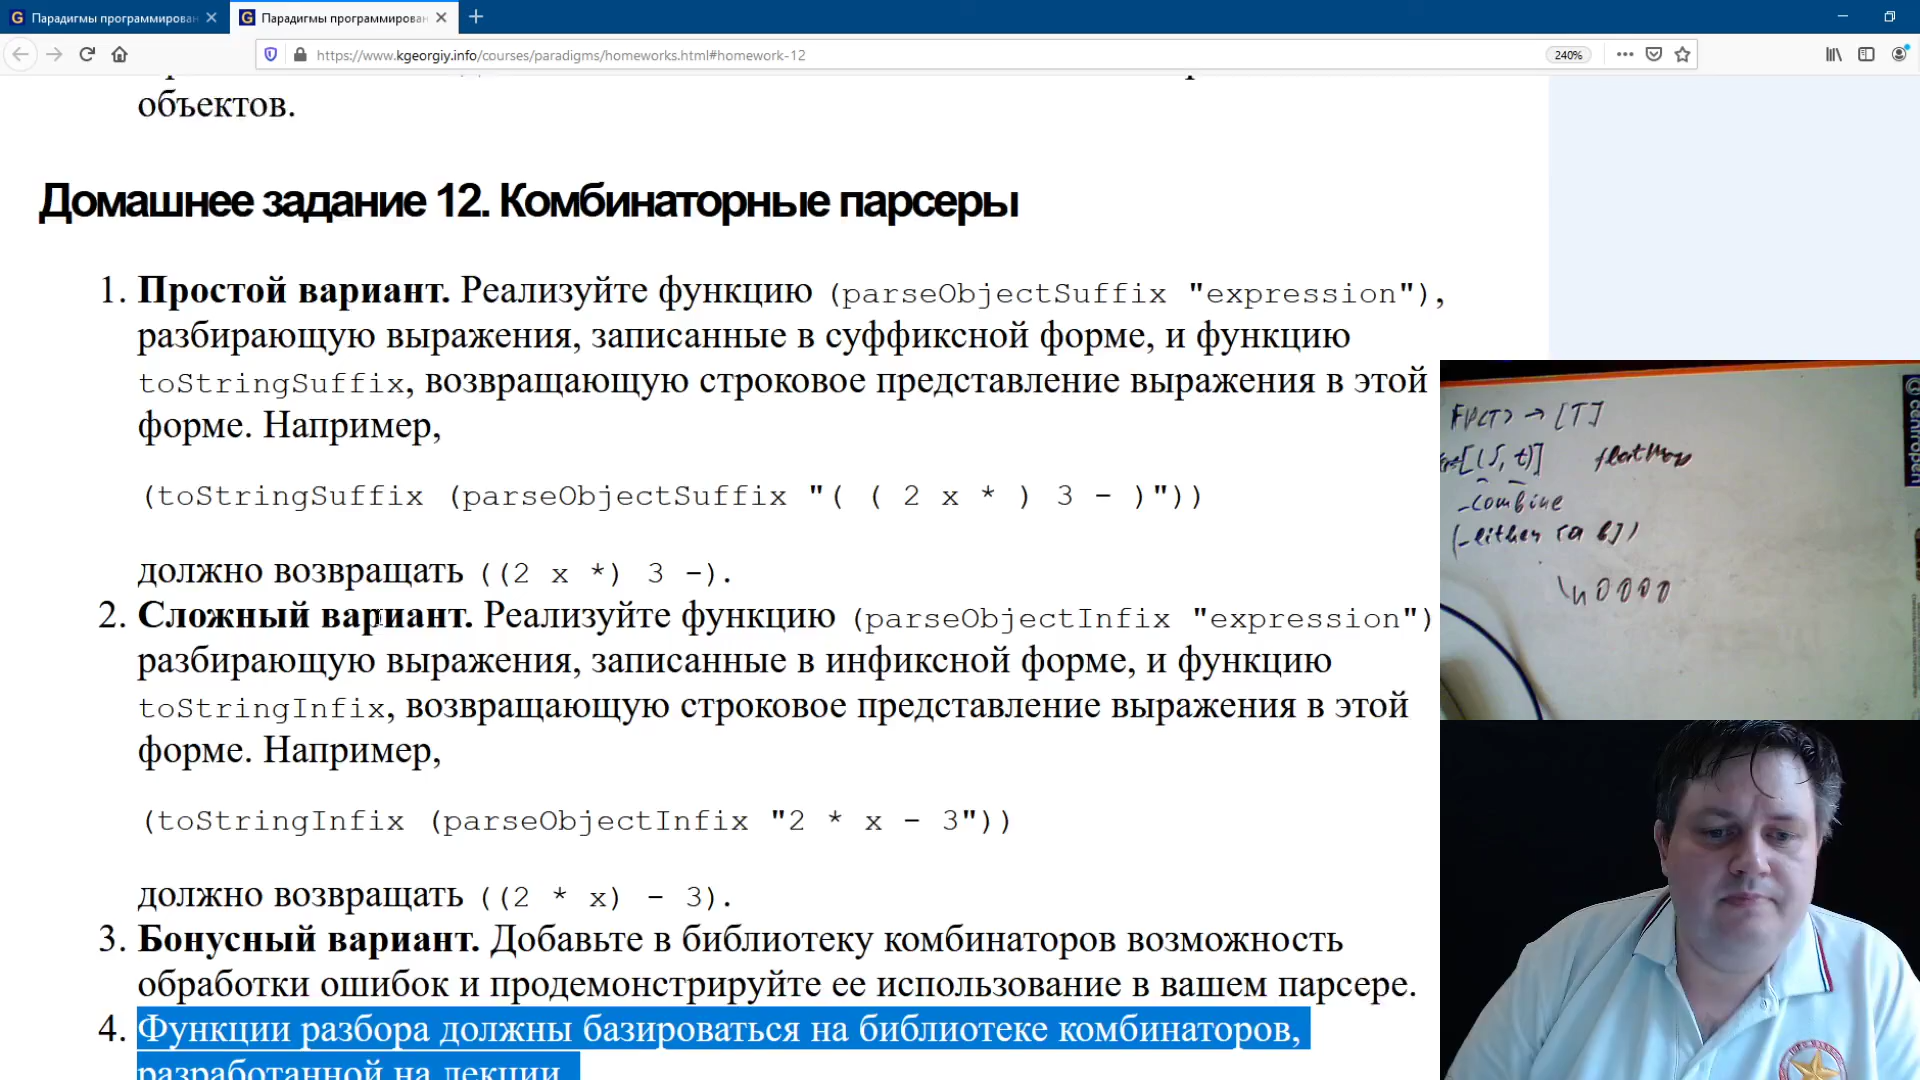 Парадигмы программирован
Парадигмы программирован
https://www.kgeorgiy.info/courses/paradigms/homeworks.html#homework-12
240%
объектов.
Домашнее задание 12. Комбинаторные парсеры
1. Простой вариант. Реализуйте функцию (parseObjectSuffix "expression"),
разбирающую выражения, записанные в суффиксной форме, и функцию
toStringSuffix, возвращающую строковое представление выражения в этой
форме. Например,
(toStringSuffix (parseObjectSuffix "( ( 2 x * ) 3 - )"))
должно возвращать ((2 x *) 3 -).
2. Сложный вариант. Реализуйте функцию (parseObjectInfix "expression")
разбирающую выражения, записанные в инфиксной форме, и функцию
toStringInfix, возвращающую строковое представление выражения в этой
форме. Например,
(toStringInfix (parseObjectInfix "2 * x - 3"))
должно возвращать ((2 * x) - 3).
3. Бонусный вариант. Добавьте в библиотеку комбинаторов возможность
обработки ошибок и продемонстрируйте ее использование в вашем парсере.
4. Функции разбора должны базироваться на библиотеке комбинаторов,
разработанной на лекции.
→ [T]
[(S, t)] flatMap
_combine
(_either [a b])
\u0000
centropen